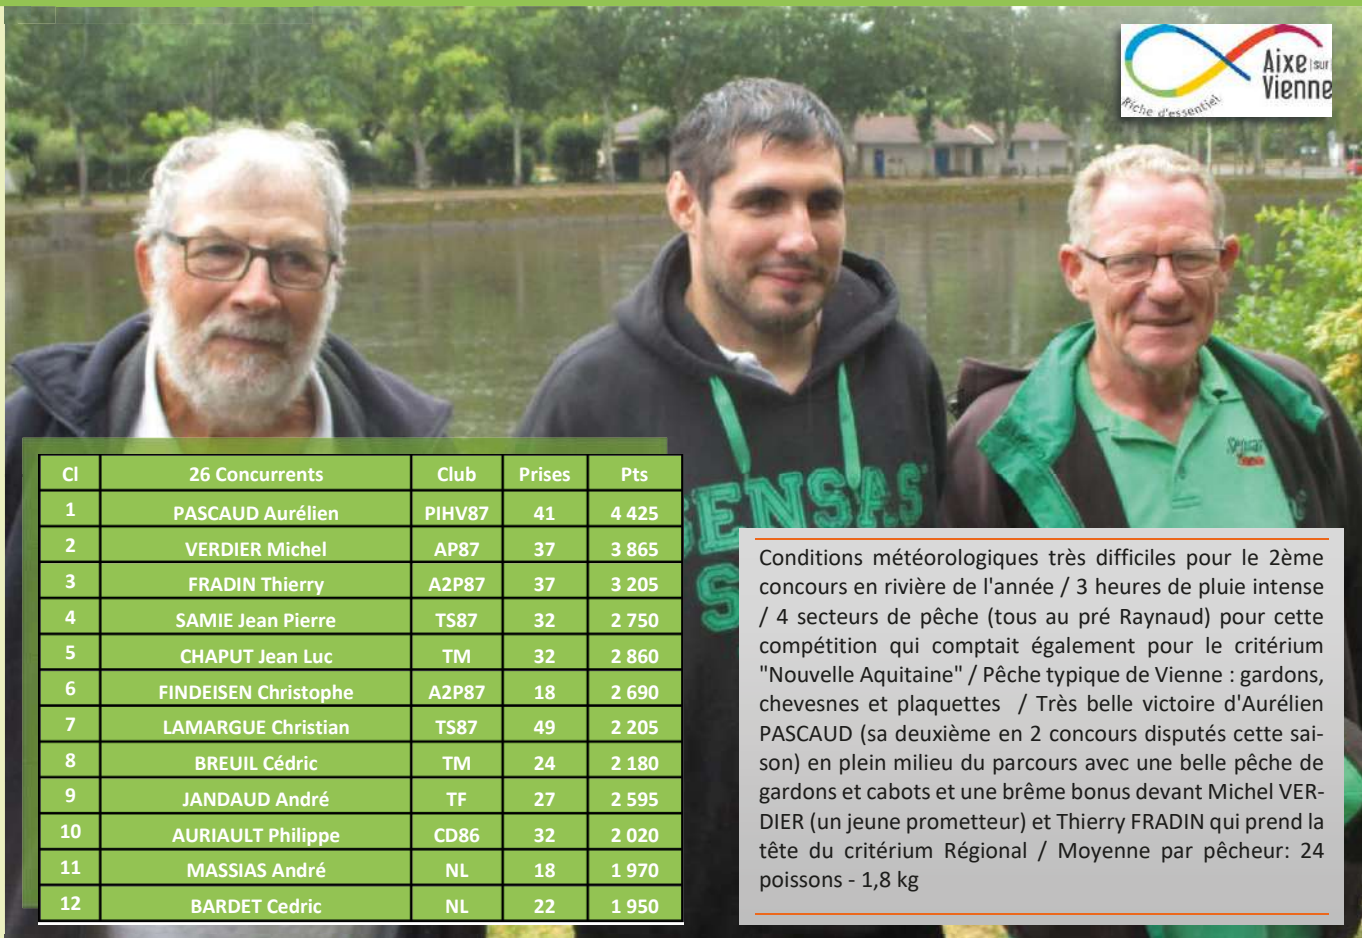 Aixe sur
Vienne
Riche d'essentiel
SENSAS
Sensas
Cl 26 Concurrents Club Prises Pts
1 PASCAUD Aurélien PIHV87 41 4 425
2 VERDIER Michel AP87 37 3 865
3 FRADIN Thierry A2P87 37 3 205
4 SAMIE Jean Pierre TS87 32 2 750
5 CHAPUT Jean Luc TM 32 2 860
6 FINDEISEN Christophe A2P87 18 2 690
7 LAMARGUE Christian TS87 49 2 205
8 BREUIL Cédric TM 24 2 180
9 JANDAUD André TF 27 2 595
10 AURIAULT Philippe CD86 32 2 020
11 MASSIAS André NL 18 1 970
12 BARDET Cedric NL 22 1 950
Conditions météorologiques très difficiles pour le 2ème
concours en rivière de l'année / 3 heures de pluie intense
/ 4 secteurs de pêche (tous au pré Raynaud) pour cette
compétition qui comptait également pour le critérium
"Nouvelle Aquitaine" / Pêche typique de Vienne : gardons,
chevesnes et plaquettes / Très belle victoire d'Aurélien
PASCAUD (sa deuxième en 2 concours disputés cette sai-
son) en plein milieu du parcours avec une belle pêche de
gardons et cabots et une brême bonus devant Michel VER-
DIER (un jeune prometteur) et Thierry FRADIN qui prend la
tête du critérium Régional / Moyenne par pêcheur: 24
poissons - 1,8 kg